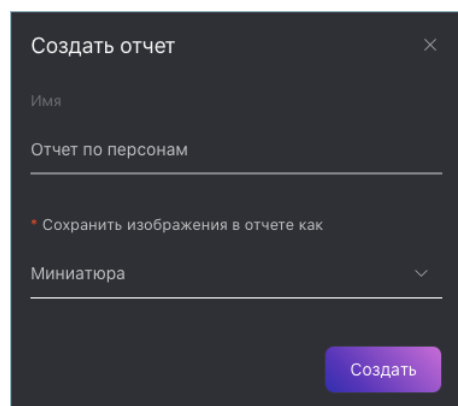 Создать отчет
Имя
Отчет по персонам
* Сохранить изображения в отчете как
Миниатюра
Создать